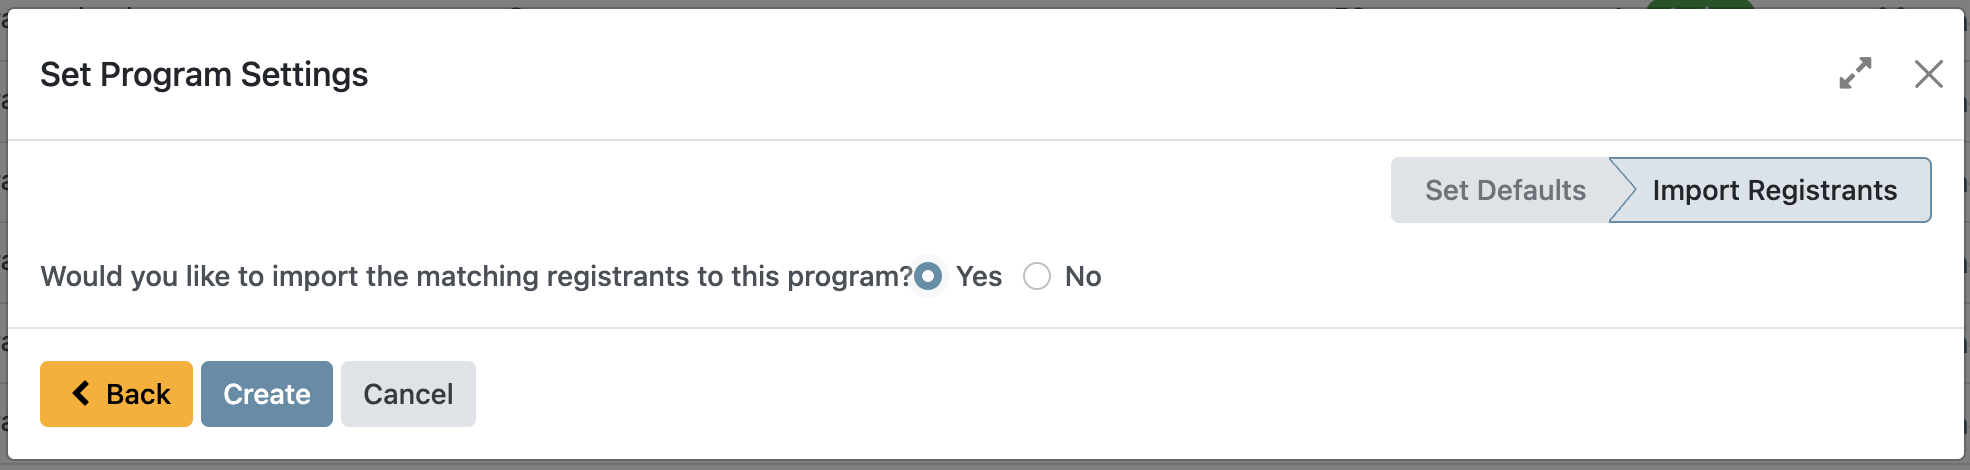 Set Program Settings
Set Defaults
Import Registrants
Would you like to import the matching registrants to this program? Yes No
Back
Create
Cancel